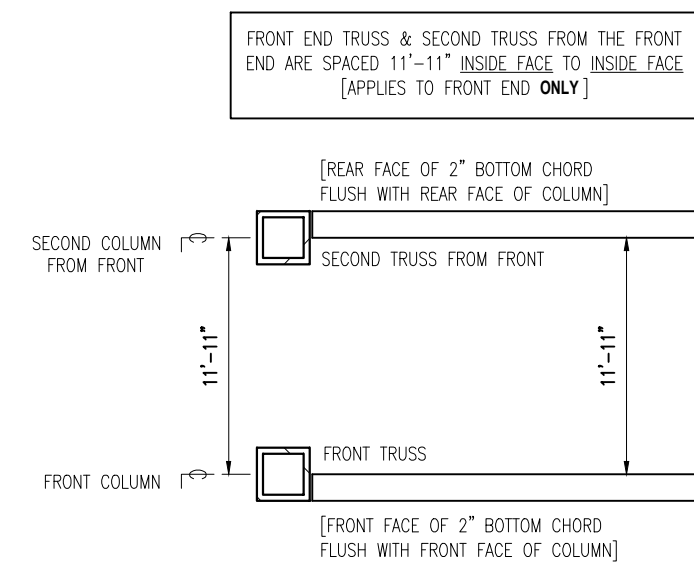 FRONT END TRUSS & SECOND TRUSS FROM THE FRONT
END ARE SPACED 11'-11" INSIDE FACE TO INSIDE FACE
[APPLIES TO FRONT END ONLY]
[REAR FACE OF 2" BOTTOM CHORD
FLUSH WITH REAR FACE OF COLUMN]
SECOND COLUMN
FROM FRONT
SECOND TRUSS FROM FRONT
11'-11"
11'-11"
FRONT TRUSS
FRONT COLUMN
[FRONT FACE OF 2" BOTTOM CHORD
FLUSH WITH FRONT FACE OF COLUMN]